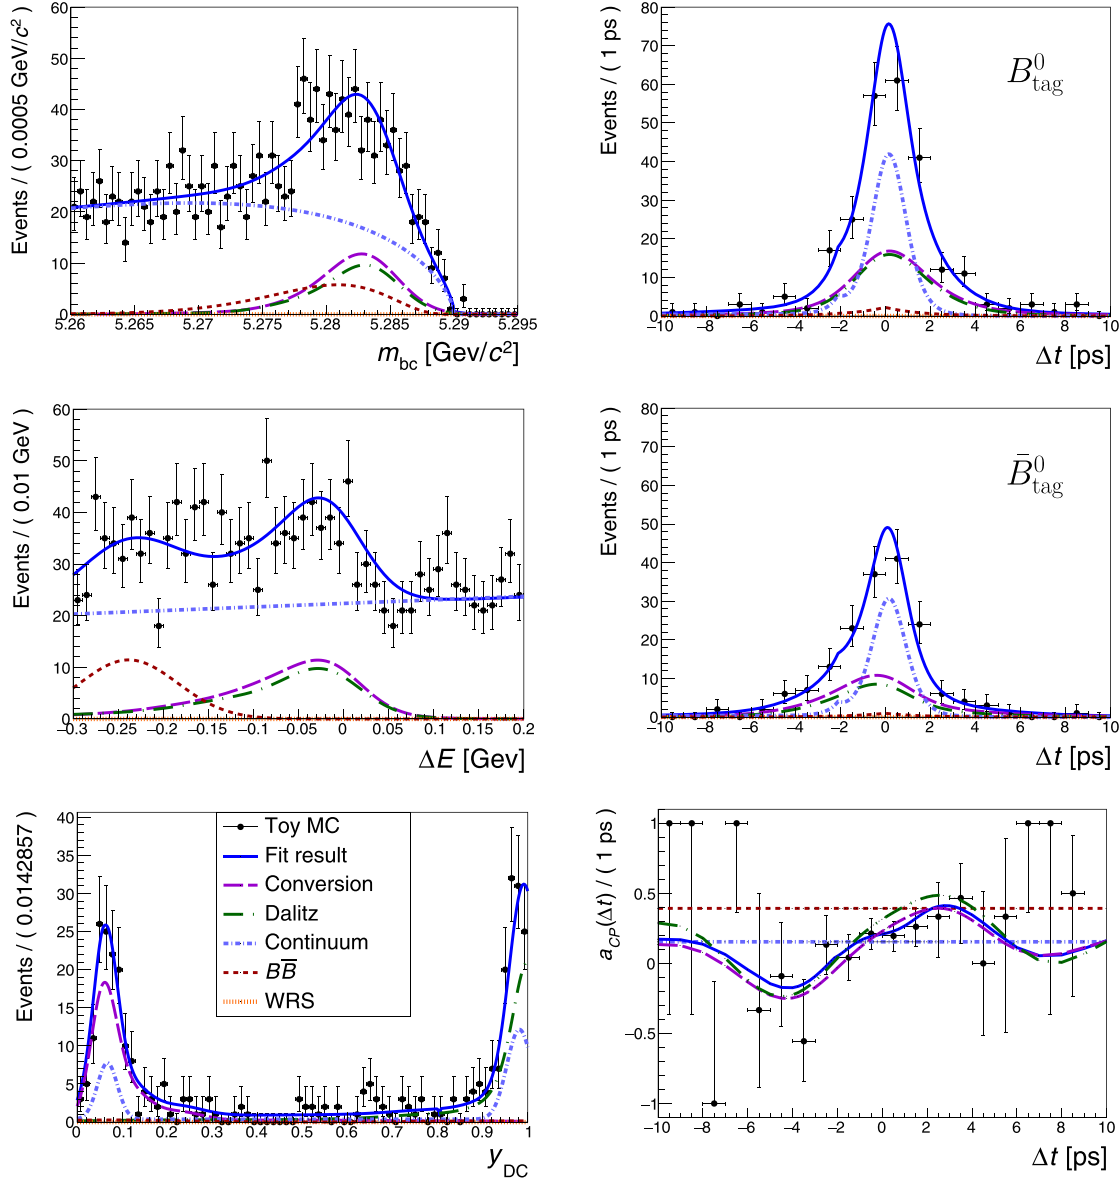 Events / ( 0.0005 GeV/c²)
60
50
40
30
20
10
0
5.26 5.265 5.27 5.275 5.28 5.285 5.29 5.295
m_bc [Gev/c²]
Events / ( 1 ps)
80
70
60
50
40
30
20
10
0
B⁰_tag
−10 −8 −6 −4 −2 0 2 4 6 8 10
Δt [ps]
Events / ( 0.01 GeV)
60
50
40
30
20
10
0
−0.3 −0.25 −0.2 −0.15 −0.1 −0.05 0 0.05 0.1 0.15 0.2
ΔE [Gev]
Events / ( 1 ps)
80
70
60
50
40
30
20
10
0
B̄⁰_tag
−10 −8 −6 −4 −2 0 2 4 6 8 10
Δt [ps]
Events / ( 0.0142857)
40
35
30
25
20
15
10
5
0
Toy MC
Fit result
Conversion
Dalitz
Continuum
BB̅
WRS
0 0.1 0.2 0.3 0.4 0.5 0.6 0.7 0.8 0.9 1
y_DC
a_CP(Δt) / ( 1 ps)
1
0.5
0
−0.5
−1
−10 −8 −6 −4 −2 0 2 4 6 8 10
Δt [ps]